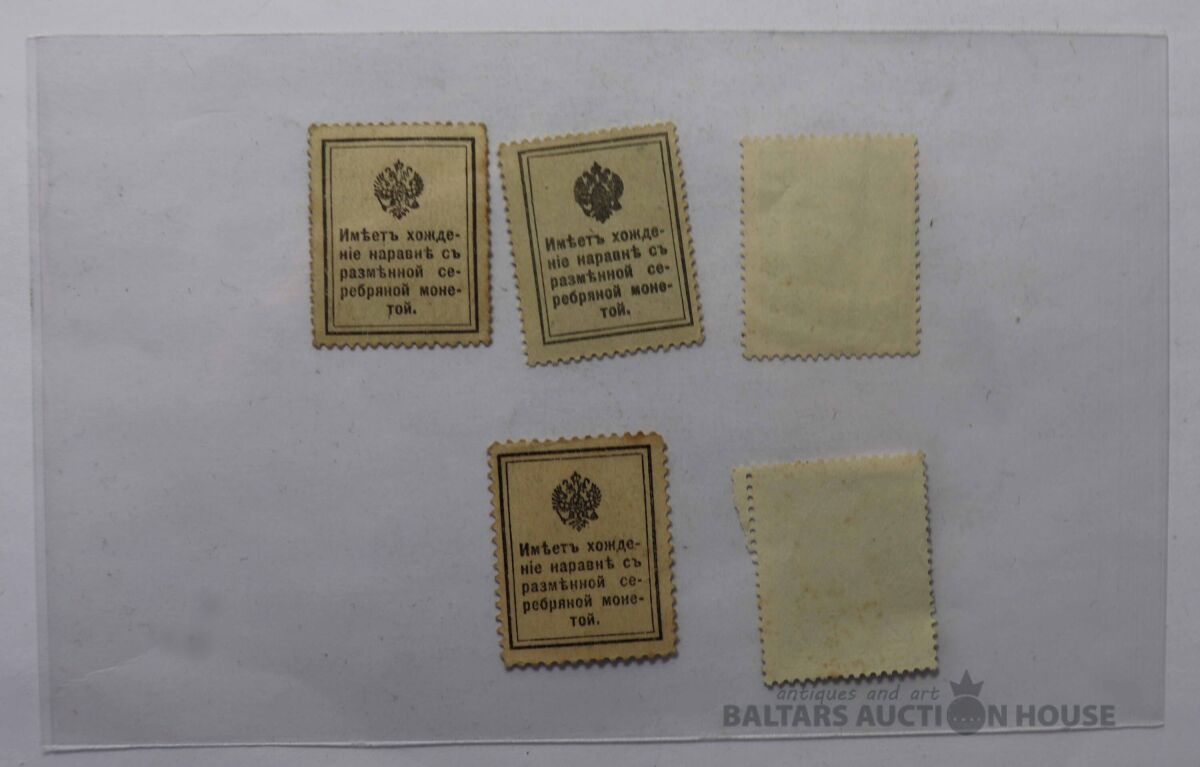 Имѣетъ хожде-
ніе наравнѣ съ
размѣнной се-
ребряной моне-
той.
Имѣетъ хожде-
ніе наравнѣ съ
размѣнной се-
ребряной моне-
той.
Имѣетъ хожде-
ніе наравнѣ съ
размѣнной се-
ребряной моне-
той.
antiques and art
BALTARS AUCTION HOUSE